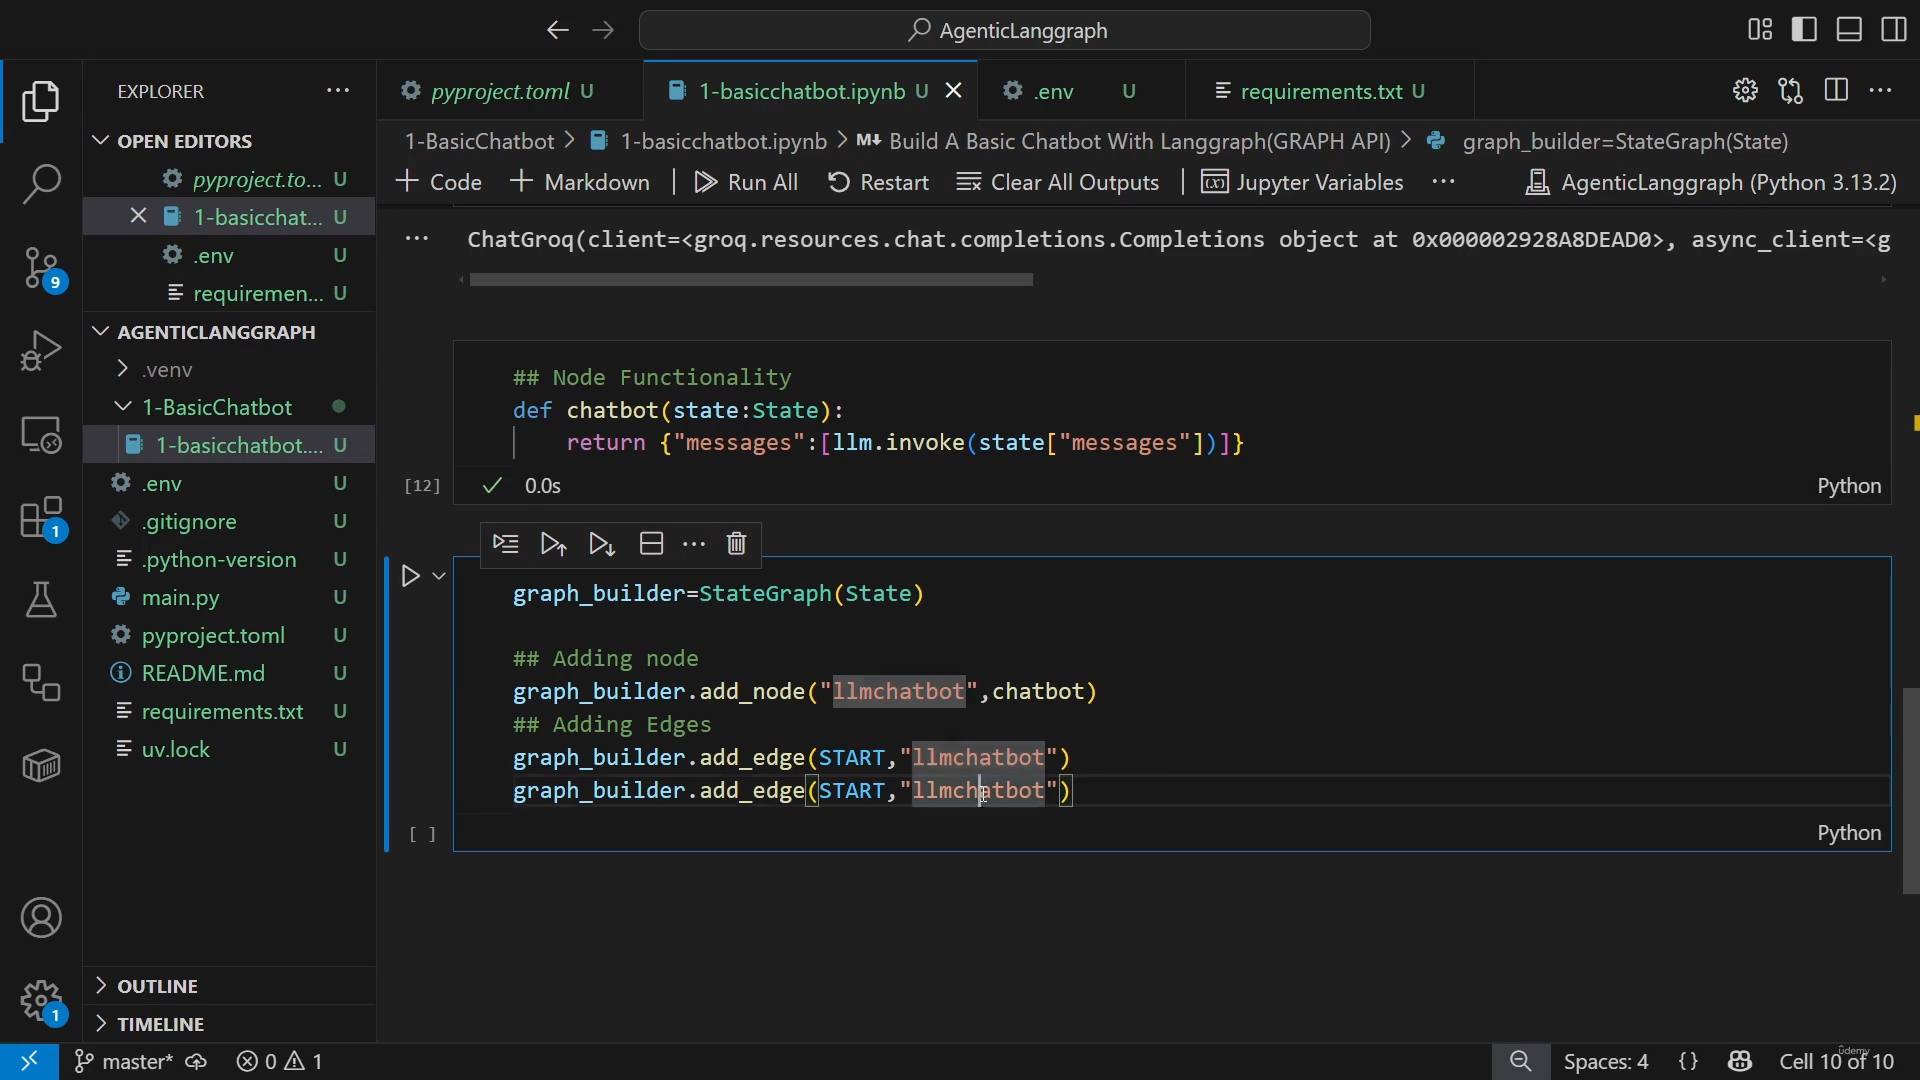 AgenticLanggraph
EXPLORER
OPEN EDITORS
pyproject.to... U
1-basicchat... U
.env U
requiremen... U
AGENTICLANGGRAPH
.venv
1-BasicChatbot
1-basicchatbot.... U
.env U
.gitignore U
.python-version U
main.py U
pyproject.toml U
README.md U
requirements.txt U
uv.lock U
OUTLINE
TIMELINE
9
1
1
pyproject.toml U
1-basicchatbot.ipynb U
.env U
requirements.txt U
1-BasicChatbot > 1-basicchatbot.ipynb > M↓ Build A Basic Chatbot With Langgraph(GRAPH API) > graph_builder=StateGraph(State)
+ Code + Markdown | Run All Restart Clear All Outputs | Jupyter Variables ... AgenticLanggraph (Python 3.13.2)
... ChatGroq(client=<groq.resources.chat.completions.Completions object at 0x000002928A8DEAD0>, async_client=<g
## Node Functionality
def chatbot(state:State):
return {"messages":[llm.invoke(state["messages"])]}
[12] ✓ 0.0s Python
graph_builder=StateGraph(State)
## Adding node
graph_builder.add_node("llmchatbot",chatbot)
## Adding Edges
graph_builder.add_edge(START,"llmchatbot")
graph_builder.add_edge(START,"llmchatbot")
[ ] Python
master* 0 1 Spaces: 4 {} Cell 10 of 10
ûdemy